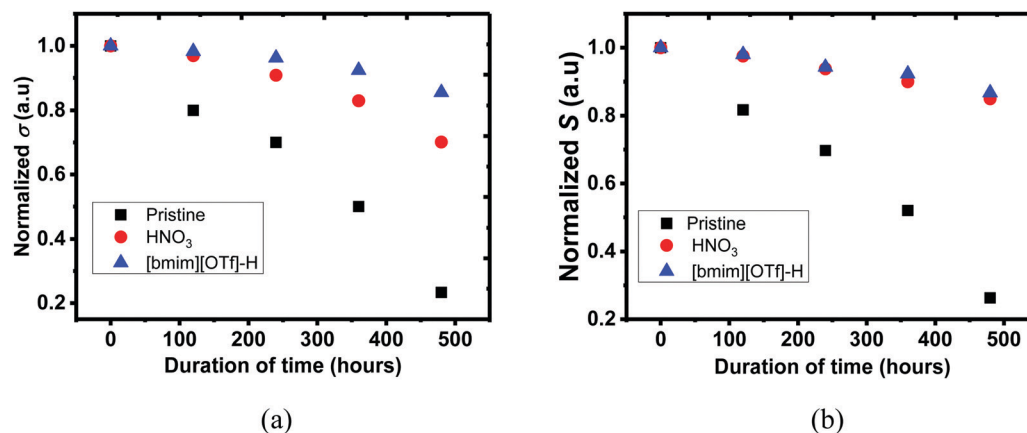 Normalized σ (a.u)
1.0
0.8
0.6
0.4
0.2
Pristine
HNO₃
[bmim][OTf]-H
0 100 200 300 400 500
Duration of time (hours)
(a)
Normalized S (a.u)
1.0
0.8
0.6
0.4
0.2
Pristine
HNO₃
[bmim][OTf]-H
0 100 200 300 400 500
Duration of time (hours)
(b)